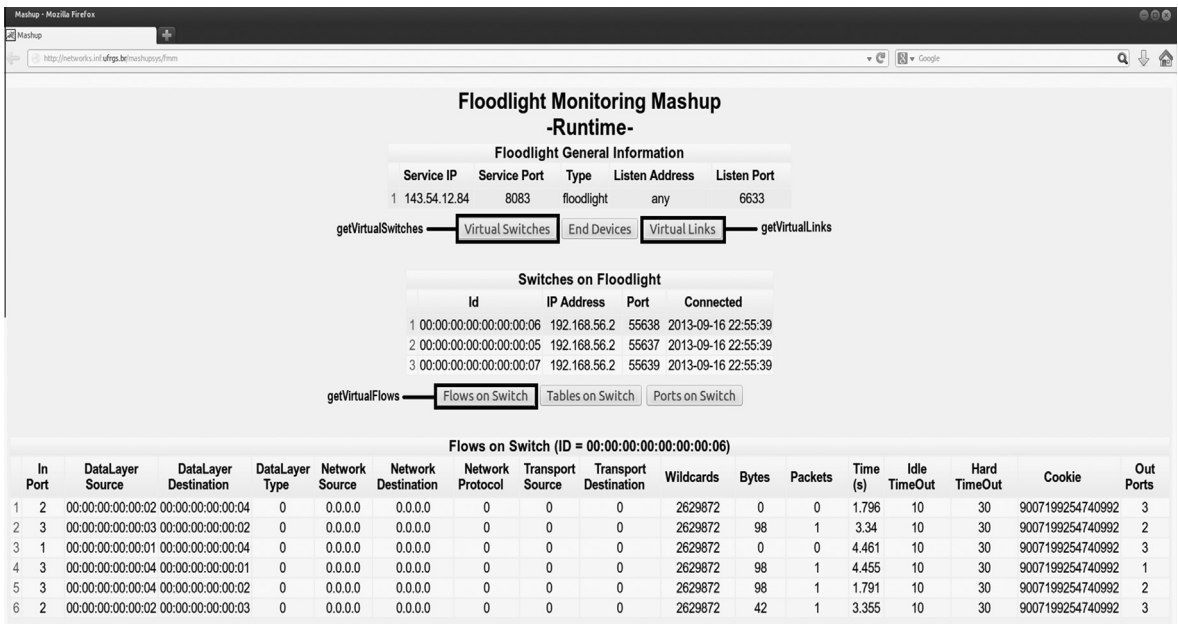 Mashup - Mozilla Firefox
Mashup
http://networks.inf.ufrgs.br/mashupsys/fmm
Google
Floodlight Monitoring Mashup
-Runtime-
Floodlight General Information
Service IP Service Port Type Listen Address Listen Port
1 143.54.12.84 8083 floodlight any 6633
getVirtualSwitches Virtual Switches End Devices Virtual Links getVirtualLinks
Switches on Floodlight
Id IP Address Port Connected
1 00:00:00:00:00:00:00:06 192.168.56.2 55638 2013-09-16 22:55:39
2 00:00:00:00:00:00:00:05 192.168.56.2 55637 2013-09-16 22:55:39
3 00:00:00:00:00:00:00:07 192.168.56.2 55639 2013-09-16 22:55:39
getVirtualFlows Flows on Switch Tables on Switch Ports on Switch
Flows on Switch (ID = 00:00:00:00:00:00:00:06)
In Port DataLayer Source DataLayer Destination DataLayer Type Network Source Network Destination Network Protocol Transport Source Transport Destination Wildcards Bytes Packets Time (s) Idle TimeOut Hard TimeOut Cookie Out Ports
1 2 00:00:00:00:00:02 00:00:00:00:00:04 0 0.0.0.0 0.0.0.0 0 0 0 2629872 0 0 1.796 10 30 9007199254740992 3
2 3 00:00:00:00:00:03 00:00:00:00:00:02 0 0.0.0.0 0.0.0.0 0 0 0 2629872 98 1 3.34 10 30 9007199254740992 2
3 1 00:00:00:00:00:01 00:00:00:00:00:04 0 0.0.0.0 0.0.0.0 0 0 0 2629872 0 0 4.461 10 30 9007199254740992 3
4 3 00:00:00:00:00:04 00:00:00:00:00:01 0 0.0.0.0 0.0.0.0 0 0 0 2629872 98 1 4.455 10 30 9007199254740992 1
5 3 00:00:00:00:00:04 00:00:00:00:00:02 0 0.0.0.0 0.0.0.0 0 0 0 2629872 98 1 1.791 10 30 9007199254740992 2
6 2 00:00:00:00:00:02 00:00:00:00:00:03 0 0.0.0.0 0.0.0.0 0 0 0 2629872 42 1 3.355 10 30 9007199254740992 3